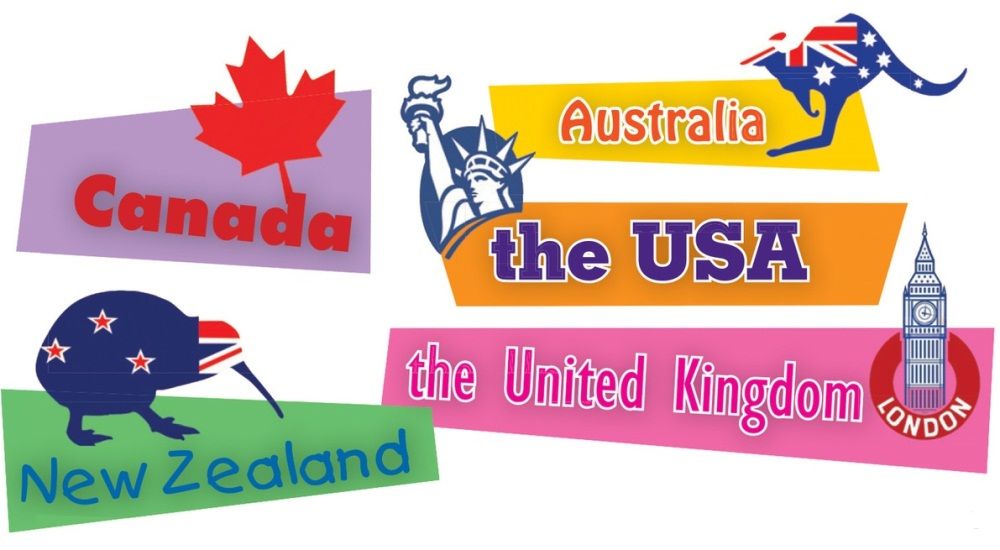 Canada
Australia
the USA
the United Kingdom
LONDON
New Zealand